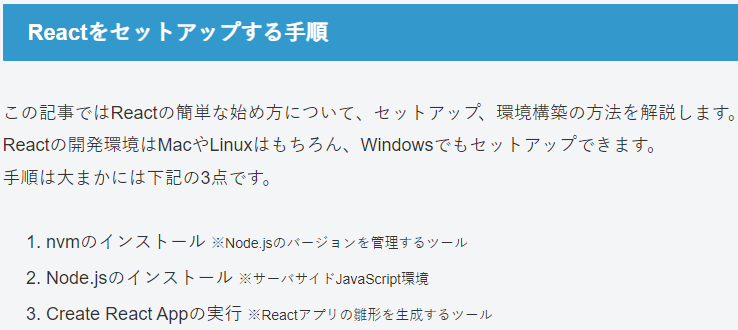 Reactをセットアップする手順
この記事ではReactの簡単な始め方について、セットアップ、環境構築の方法を解説します。
Reactの開発環境はMacやLinuxはもちろん、Windowsでもセットアップできます。
手順は大まかには下記の3点です。
1. nvmのインストール ※Node.jsのバージョンを管理するツール
2. Node.jsのインストール ※サーバサイドJavaScript環境
3. Create React Appの実行 ※Reactアプリの雛形を生成するツール